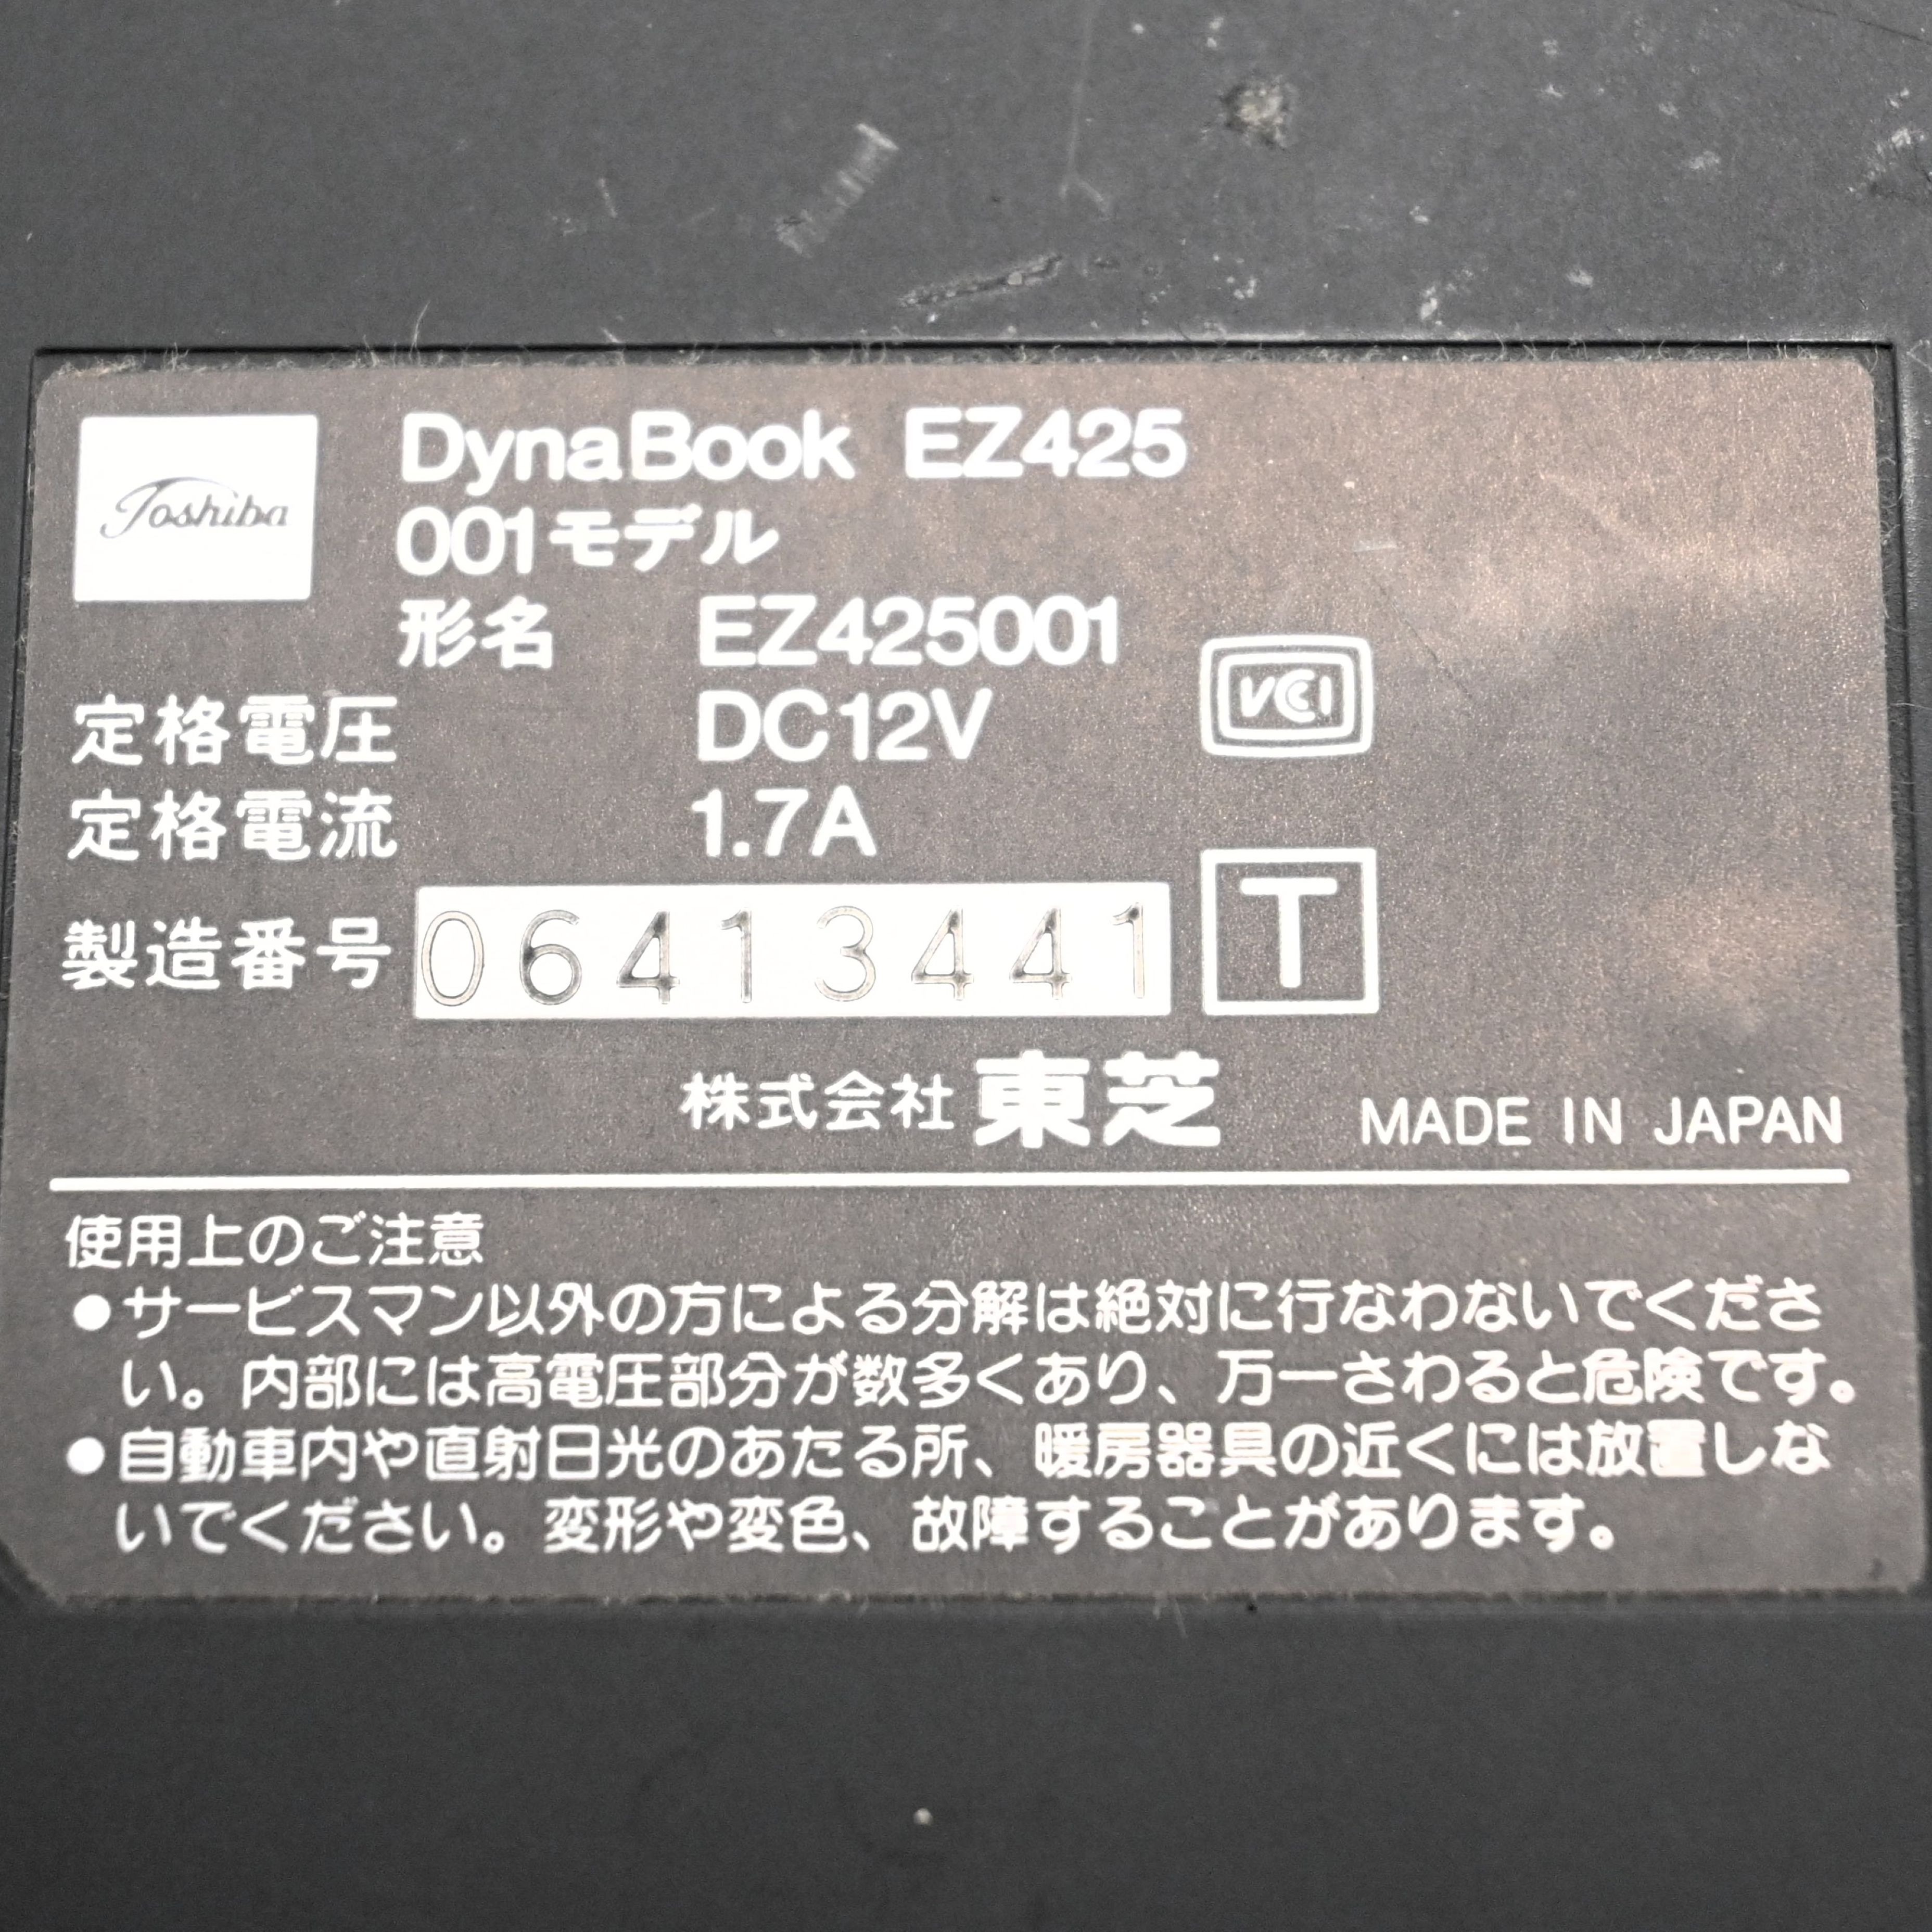 Toshiba
DynaBook EZ425
001モデル
形名 EZ425001
定格電圧 DC12V
VCCI
定格電流 1.7A
製造番号 06413441
T
株式会社 東芝 MADE IN JAPAN
使用上のご注意
●サービスマン以外の方による分解は絶対に行なわないでくださ
い。内部には高電圧部分が数多くあり、万一さわると危険です。
●自動車内や直射日光のあたる所、暖房器具の近くには放置しな
いでください。変形や変色、故障することがあります。